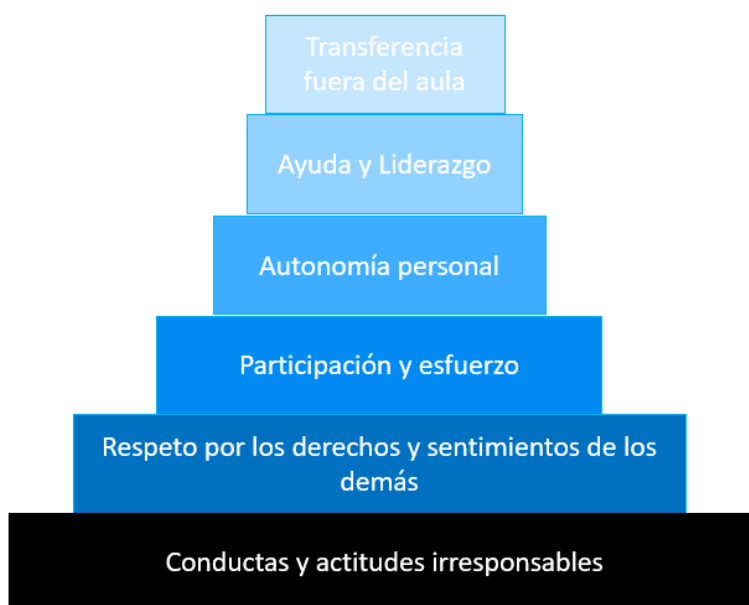 Transferencia
fuera del aula
Ayuda y Liderazgo
Autonomía personal
Participación y esfuerzo
Respeto por los derechos y sentimientos de los
demás
Conductas y actitudes irresponsables